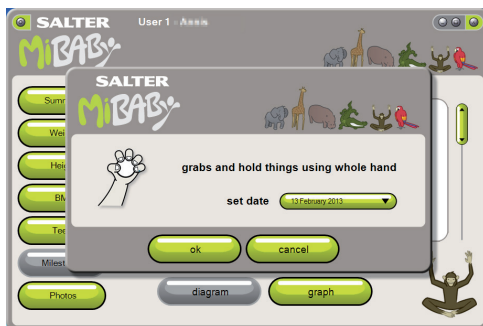 SALTER
User 1 -
MiBABy
SALTER
MiBABy
grabs and hold things using whole hand
set date
13 February 2013
ok
cancel
Photos
diagram
graph